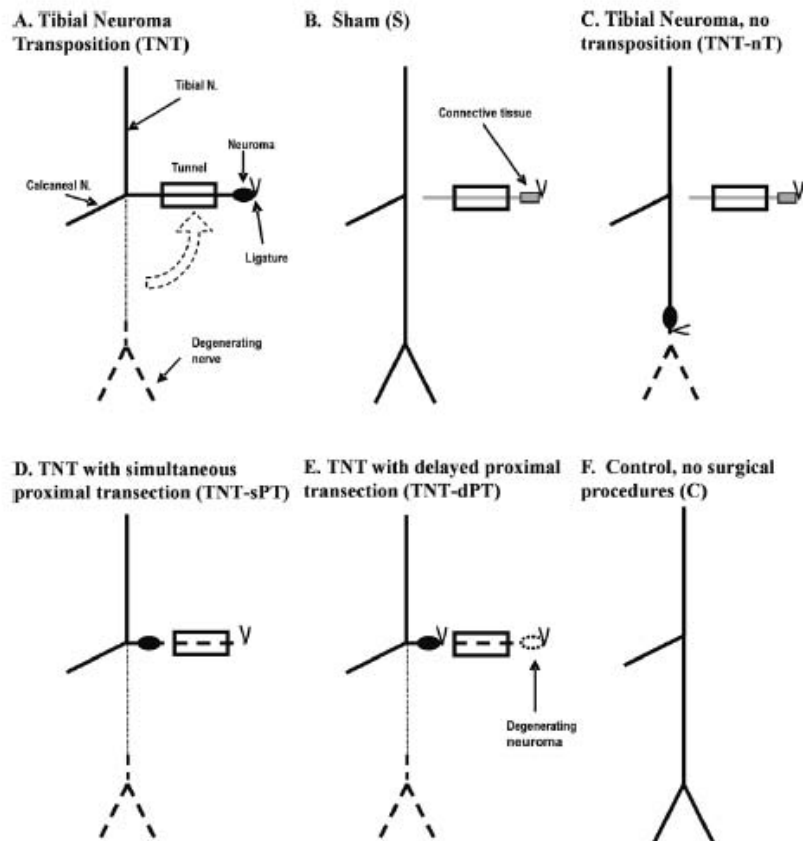 A. Tibial Neuroma
Transposition (TNT)
Tibial N.
Neuroma
Tunnel
Calcaneal N.
Ligature
Degenerating
nerve
B. Sham (S)
Connective tissue
C. Tibial Neuroma, no
transposition (TNT-nT)
D. TNT with simultaneous
proximal transection (TNT-sPT)
E. TNT with delayed proximal
transection (TNT-dPT)
Degenerating
neuroma
F. Control, no surgical
procedures (C)